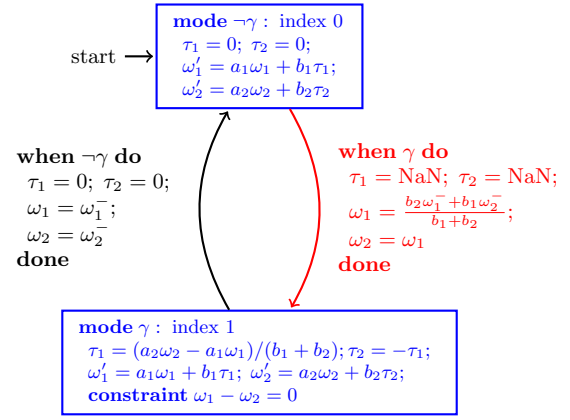 mode ¬γ : index 0
τ₁ = 0; τ₂ = 0;
ω₁′ = a₁ω₁ + b₁τ₁;
ω₂′ = a₂ω₂ + b₂τ₂
start
when ¬γ do
τ₁ = 0; τ₂ = 0;
ω₁ = ω₁⁻;
ω₂ = ω₂⁻
done
when γ do
τ₁ = NaN; τ₂ = NaN;
ω₁ = (b₂ω₁⁻+b₁ω₂⁻)/(b₁+b₂);
ω₂ = ω₁
done
mode γ : index 1
τ₁ = (a₂ω₂ − a₁ω₁)/(b₁ + b₂); τ₂ = −τ₁;
ω₁′ = a₁ω₁ + b₁τ₁; ω₂′ = a₂ω₂ + b₂τ₂;
constraint ω₁ − ω₂ = 0